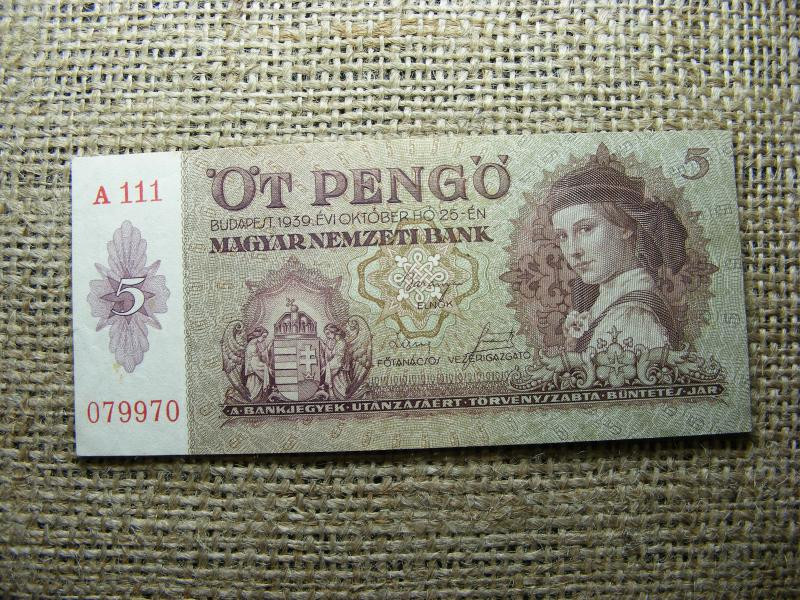 A 111
5
079970
ÖT PENGŐ
BUDAPEST, 1939. ÉVI OKTÓBER HÓ 25-ÉN
MAGYAR NEMZETI BANK
ELNÖK
FŐTANÁCSOS VEZÉRIGAZGATÓ
A·BANKJEGYEK·UTÁNZÁSÁÉRT·TÖRVÉNYSZABTA·BÜNTETÉS·JÁR
5